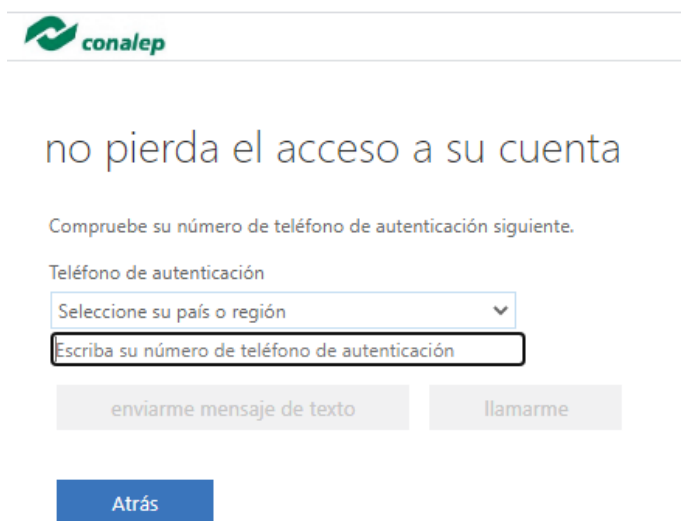 conalep
no pierda el acceso a su cuenta
Compruebe su número de teléfono de autenticación siguiente.
Teléfono de autenticación
Seleccione su país o región
Escriba su número de teléfono de autenticación
enviarme mensaje de texto
llamarme
Atrás